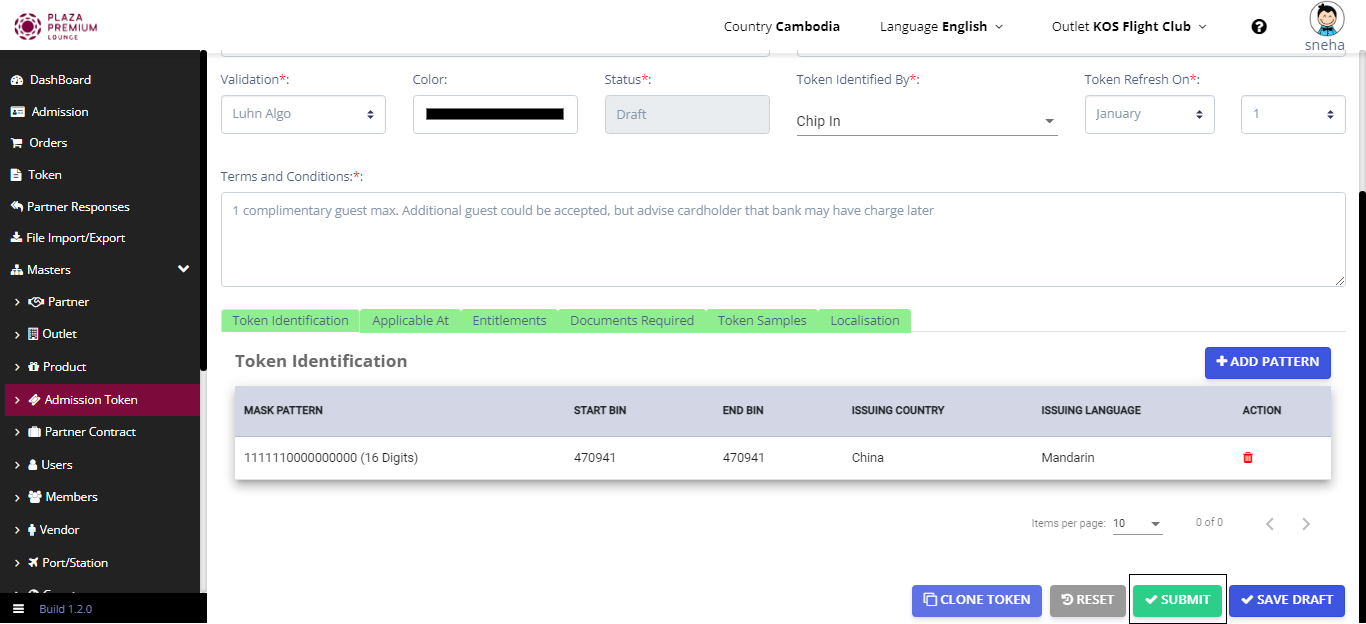 PLAZA
PREMIUM
LOUNGE
Country Cambodia
Language English
Outlet KOS Flight Club
sneha
DashBoard
Admission
Orders
Token
Partner Responses
File Import/Export
Masters
Partner
Outlet
Product
Admission Token
Partner Contract
Users
Members
Vendor
Port/Station
Build 1.2.0
Validation*:
Color:
Status*:
Token Identified By*:
Token Refresh On*:
Luhn Algo
Draft
Chip In
January
1
Terms and Conditions:*:
1 complimentary guest max. Additional guest could be accepted, but advise cardholder that bank may have charge later
Token Identification
Applicable At
Entitlements
Documents Required
Token Samples
Localisation
Token Identification
ADD PATTERN
MASK PATTERN START BIN END BIN ISSUING COUNTRY ISSUING LANGUAGE ACTION
1111110000000000 (16 Digits) 470941 470941 China Mandarin
Items per page: 10 0 of 0
CLONE TOKEN
RESET
SUBMIT
SAVE DRAFT